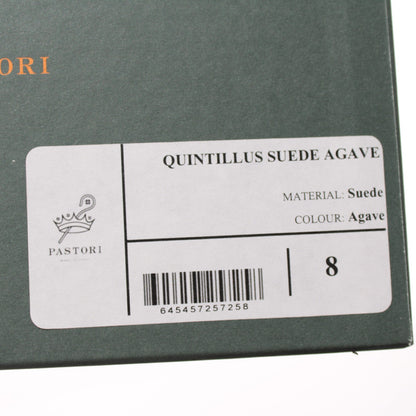 ORI
QUINTILLUS SUEDE AGAVE
MATERIAL: Suede
COLOUR: Agave
PASTORI
8
645457257258